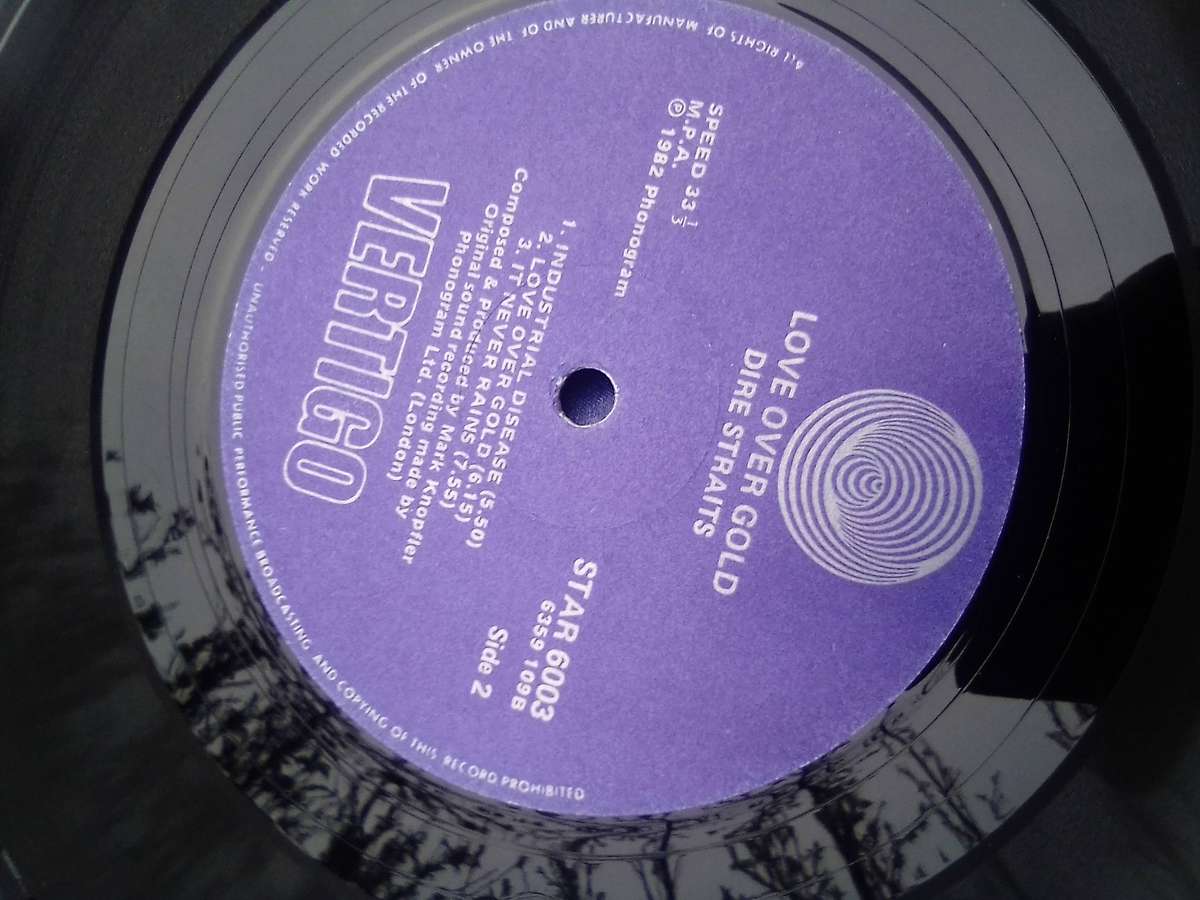 LOVE OVER GOLD
DIRE STRAITS
SPEED 33 1/3
M.P.A.
Ⓟ 1982 Phonogram
STAR 6003
6359 109B
Side 2
1. INDUSTRIAL DISEASE (5.50)
2. LOVE OVER GOLD (6.15)
3. IT NEVER RAINS (7.55)
Composed & produced by Mark Knopfler
Original sound recording made by
Phonogram Ltd. (London)
VERTIGO
ALL RIGHTS OF MANUFACTURER AND OF THE OWNER OF THE RECORDED WORK RESERVED - UNAUTHORISED PUBLIC PERFORMANCE BROADCASTING AND COPYING OF THIS RECORD PROHIBITED